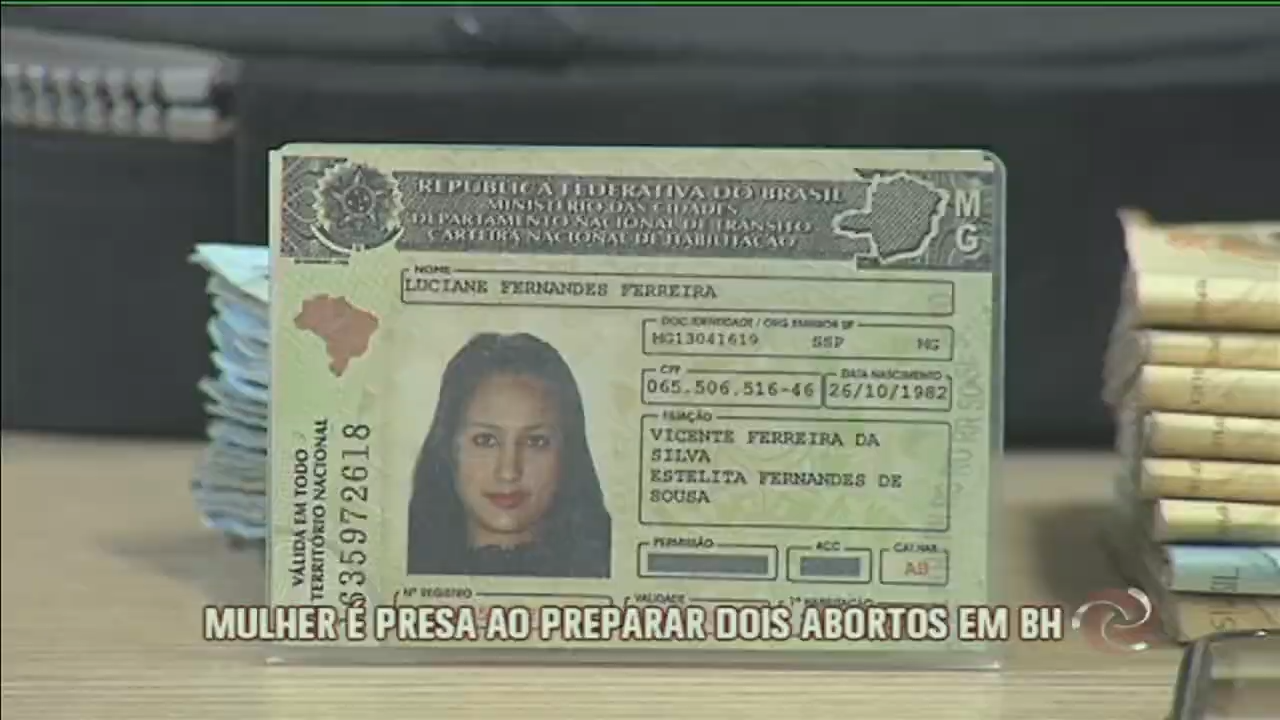 REPÚBLICA FEDERATIVA DO BRASIL
MINISTÉRIO DAS CIDADES
DEPARTAMENTO NACIONAL DE TRÂNSITO
CARTEIRA NACIONAL DE HABILITAÇÃO
M
G
NOME
LUCIANE FERNANDES FERREIRA
DOC. IDENTIDADE / ORG. EMISSOR UF
MG13041619 SSP MG
CPF
065.506.516-46
DATA NASCIMENTO
26/10/1982
FILIAÇÃO
VICENTE FERREIRA DA
SILVA
ESTELITA FERNANDES DE
SOUSA
PERMISSÃO
ACC
CAT. HAB.
AB
VÁLIDA EM TODO
TERRITÓRIO NACIONAL
635972618
Nº REGISTRO
VALIDADE
1ª HABILITAÇÃO
MULHER É PRESA AO PREPARAR DOIS ABORTOS EM BH